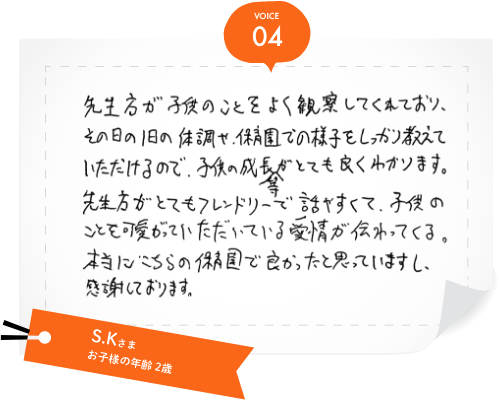 VOICE
04
先生方が子供のことをよく観察してくれており、
その日の1日の体調や、保育園での様子をしっかり教えて
いただけるので、子供の成長等がとても良くわかります。
先生方がとてもフレンドリーで話やすくて、子供の
ことを可愛がっていただいている愛情が伝わってくる。
本当にこちらの保育園で良かったと思っていますし、
感謝しております。
S.Kさま
お子様の年齢 2歳